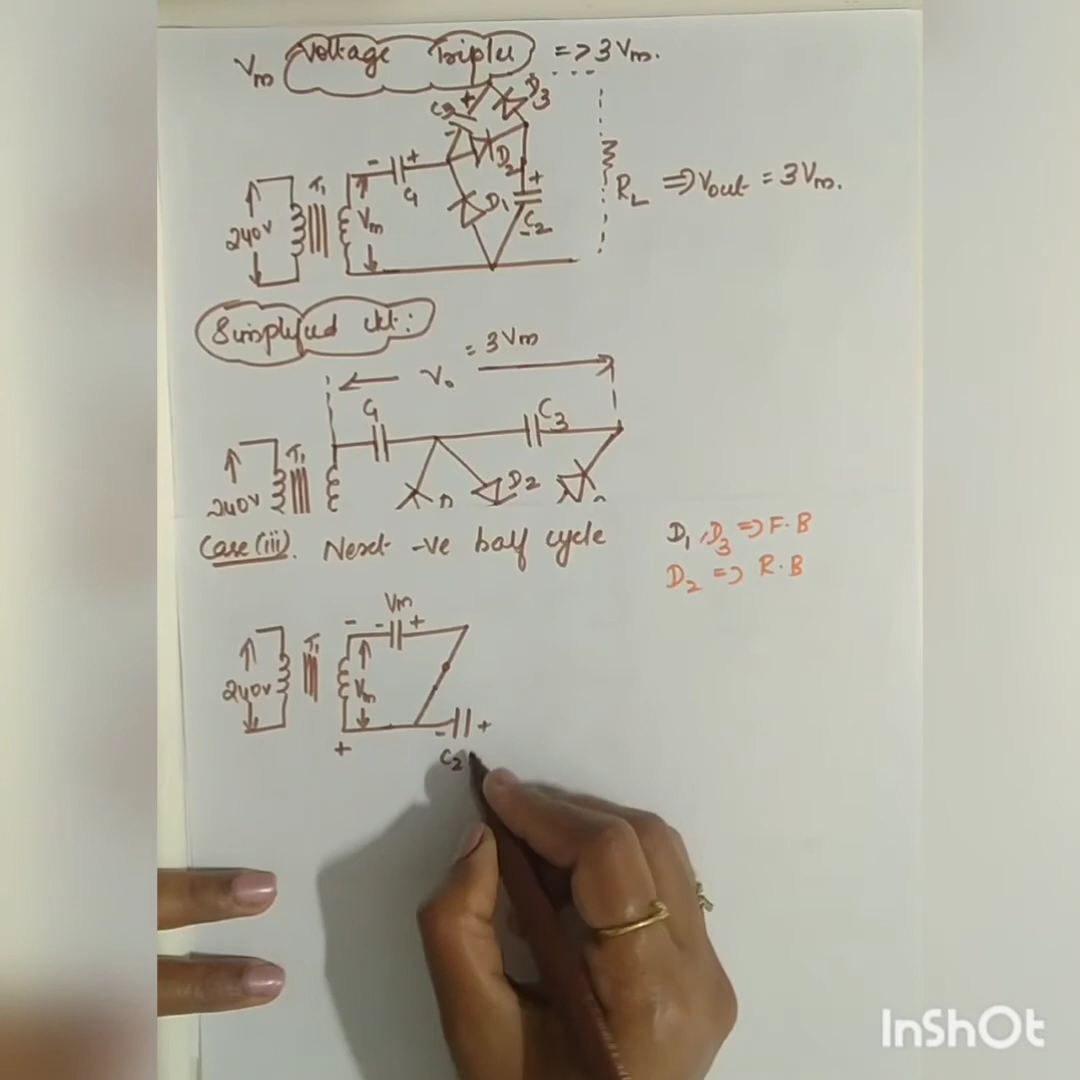 Vm Voltage Tripler => 3Vm.
C3 + D3
- D2
- + C1
T1 D1 + C2 -
240V Vm
RL => Vout = 3Vm.
Simplified ckt:
= 3Vm
Vo
C1 C3
T1 D2
240V
Case(iii). Next -ve half cycle
D1, D3 => F.B
D2 => R.B
Vm
- - +
T1
240V Vm
- +
+
C2
InShOt